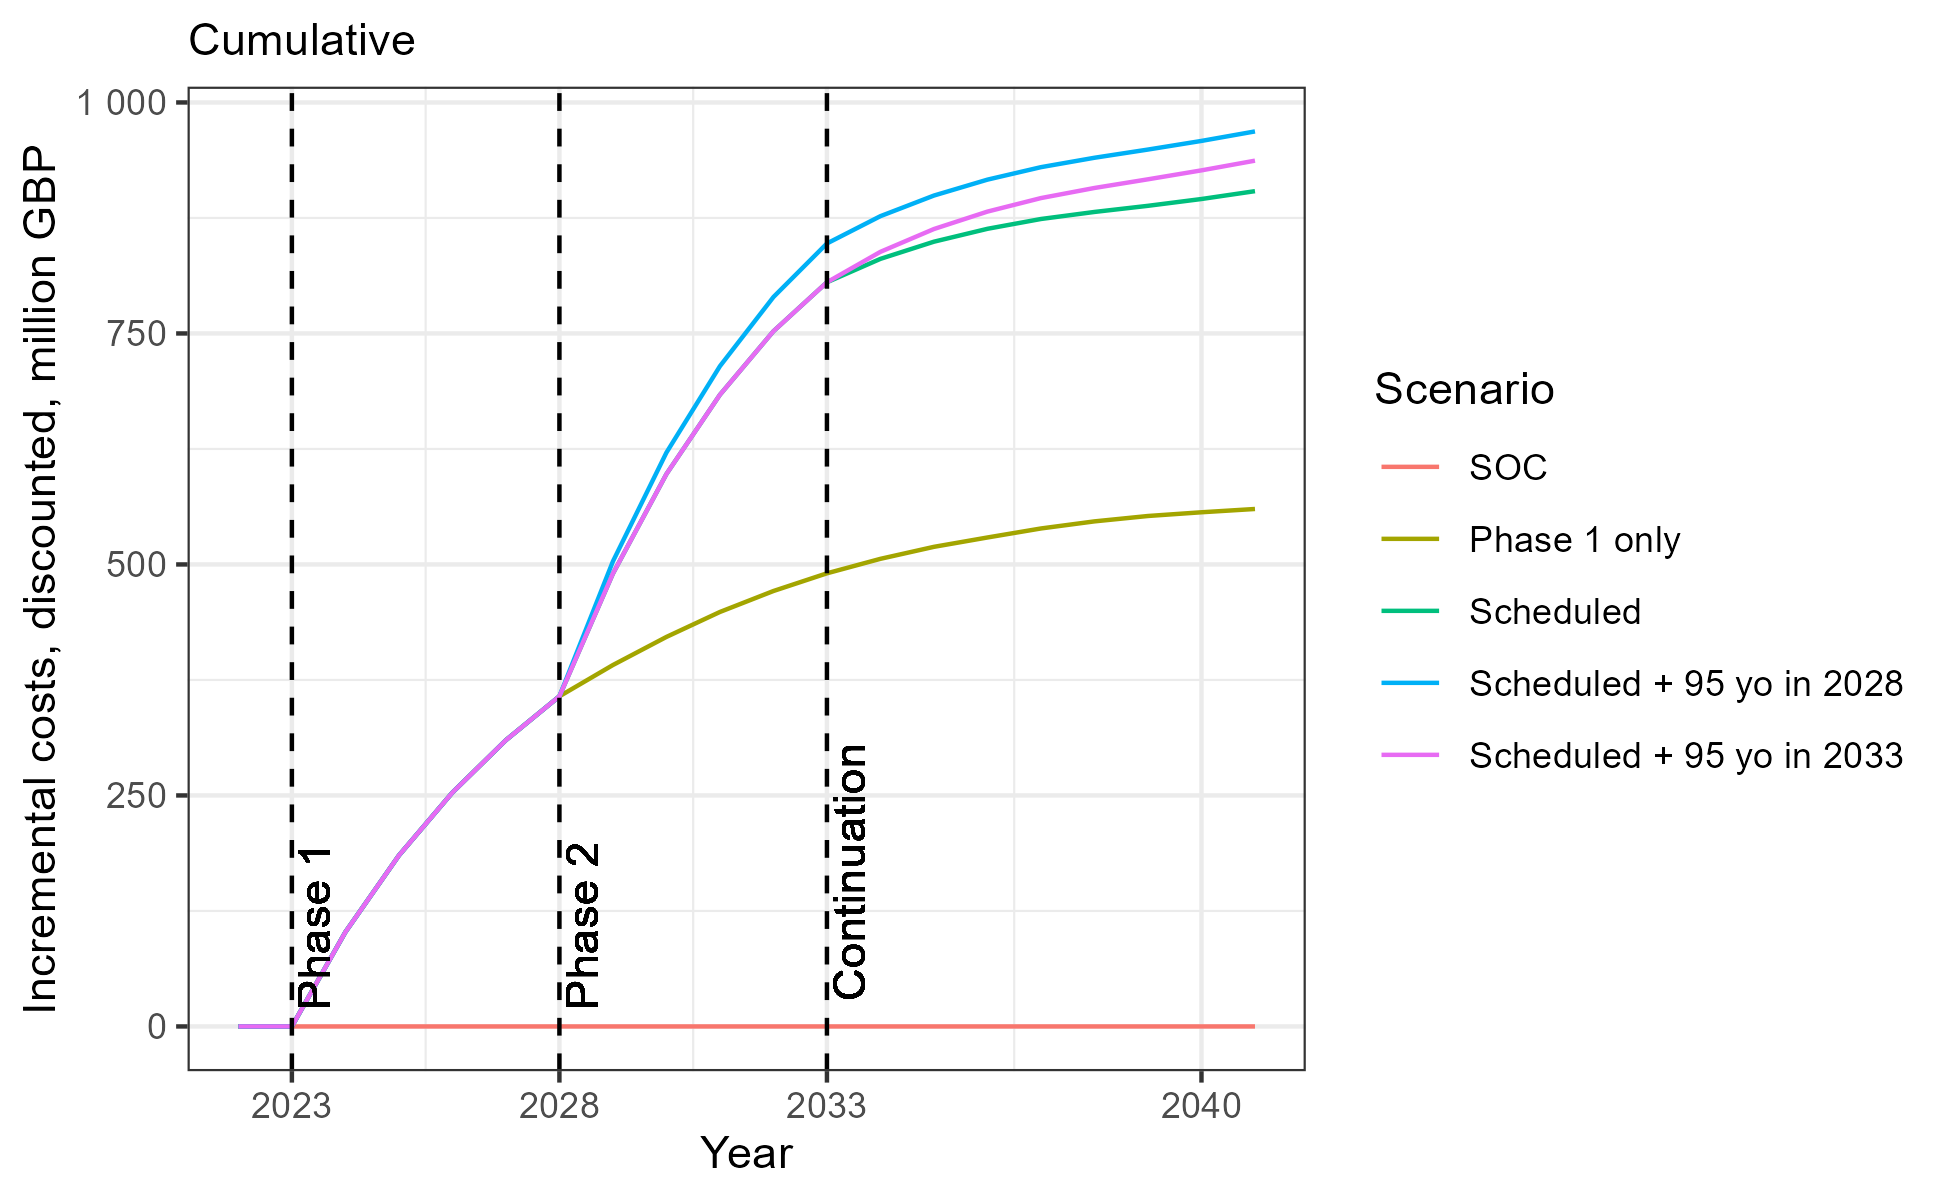 Cumulative
Incremental costs, discounted, million GBP
1 000
750
500
250
0
Phase 1
Phase 2
Continuation
2023
2028
2033
2040
Year
Scenario
SOC
Phase 1 only
Scheduled
Scheduled + 95 yo in 2028
Scheduled + 95 yo in 2033